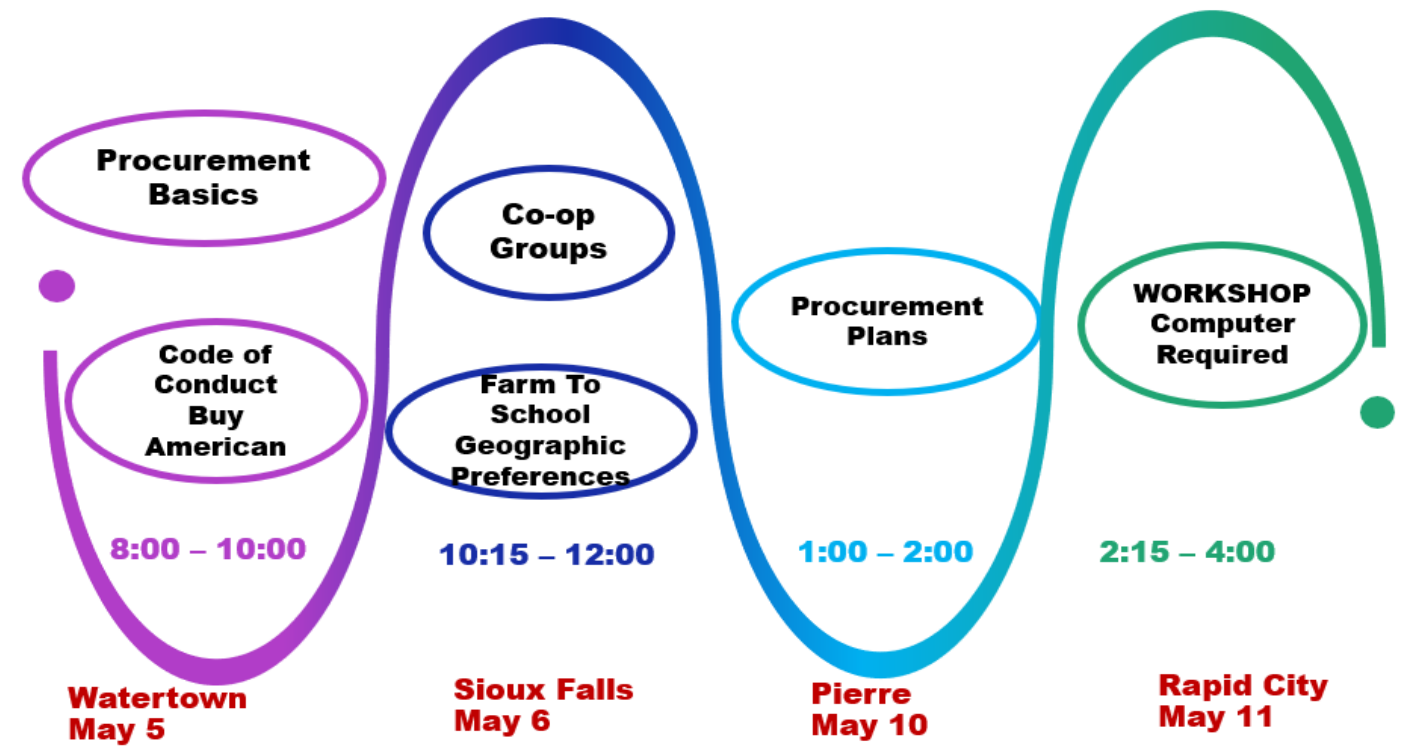 Procurement
Basics
Code of
Conduct
Buy
American
8:00 – 10:00
Watertown
May 5
Co-op
Groups
Farm To
School
Geographic
Preferences
10:15 – 12:00
Sioux Falls
May 6
Procurement
Plans
1:00 – 2:00
Pierre
May 10
WORKSHOP
Computer
Required
2:15 – 4:00
Rapid City
May 11